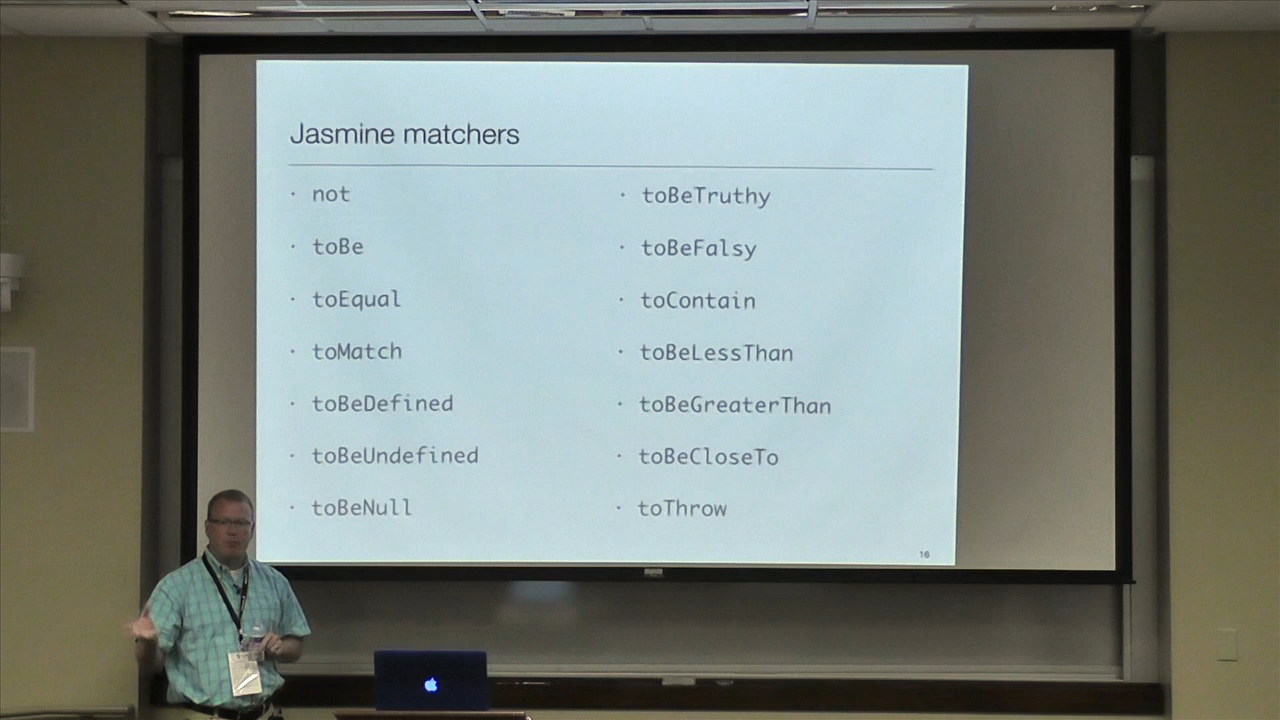 Jasmine matchers
· not
· toBe
· toEqual
· toMatch
· toBeDefined
· toBeUndefined
· toBeNull
· toBeTruthy
· toBeFalsy
· toContain
· toBeLessThan
· toBeGreaterThan
· toBeCloseTo
· toThrow
16